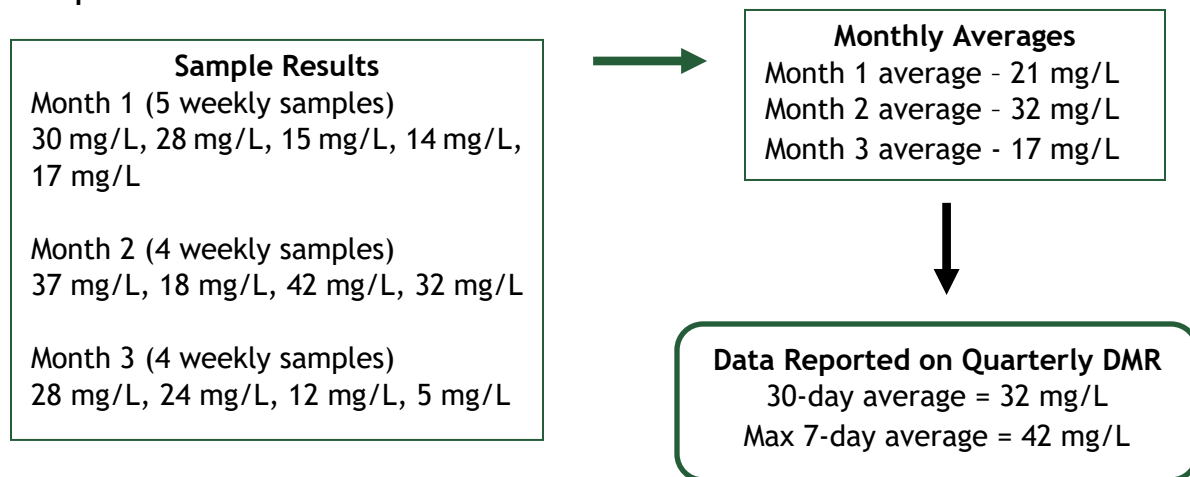 Sample Results
Month 1 (5 weekly samples)
30 mg/L, 28 mg/L, 15 mg/L, 14 mg/L,
17 mg/L
Month 2 (4 weekly samples)
37 mg/L, 18 mg/L, 42 mg/L, 32 mg/L
Month 3 (4 weekly samples)
28 mg/L, 24 mg/L, 12 mg/L, 5 mg/L
Monthly Averages
Month 1 average – 21 mg/L
Month 2 average – 32 mg/L
Month 3 average - 17 mg/L
Data Reported on Quarterly DMR
30-day average = 32 mg/L
Max 7-day average = 42 mg/L